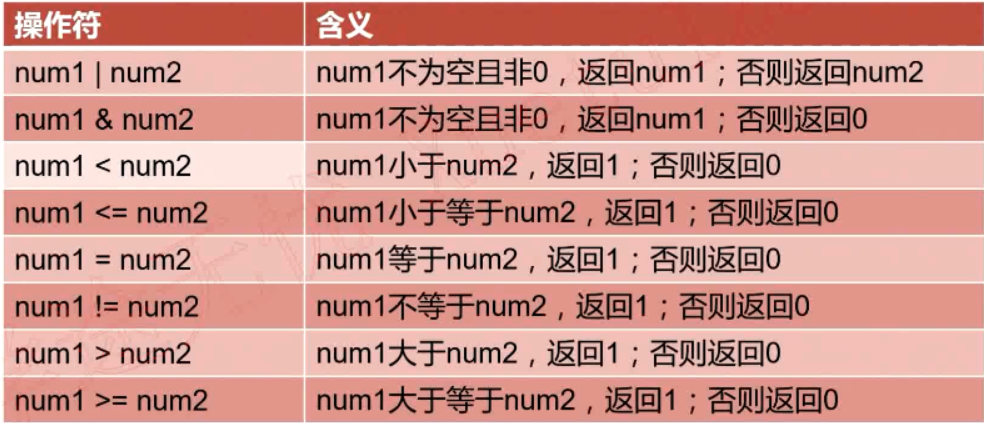 操作符 含义
num1 | num2 num1不为空且非0，返回num1；否则返回num2
num1 & num2 num1不为空且非0，返回num1；否则返回0
num1 < num2 num1小于num2，返回1；否则返回0
num1 <= num2 num1小于等于num2，返回1；否则返回0
num1 = num2 num1等于num2，返回1；否则返回0
num1 != num2 num1不等于num2，返回1；否则返回0
num1 > num2 num1大于num2，返回1；否则返回0
num1 >= num2 num1大于等于num2，返回1；否则返回0